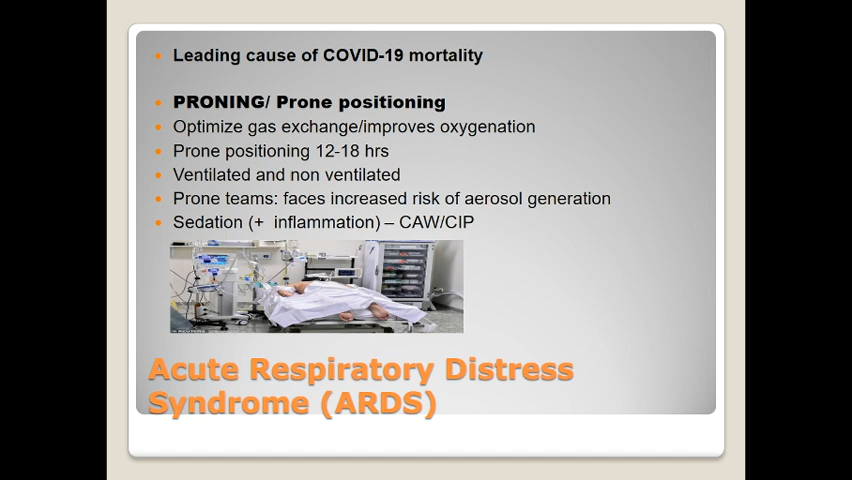 Leading cause of COVID-19 mortality
PRONING/ Prone positioning
Optimize gas exchange/improves oxygenation
Prone positioning 12-18 hrs
Ventilated and non ventilated
Prone teams: faces increased risk of aerosol generation
Sedation (+ inflammation) – CAW/CIP
Acute Respiratory Distress
Syndrome (ARDS)